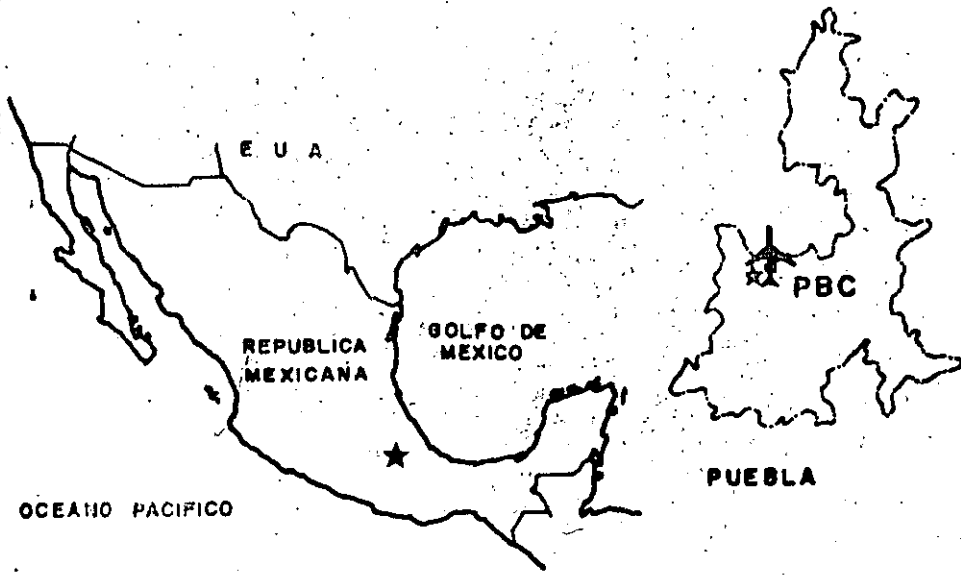 E U A
REPUBLICA
MEXICANA
GOLFO DE
MEXICO
OCEANO PACIFICO
PBC
PUEBLA